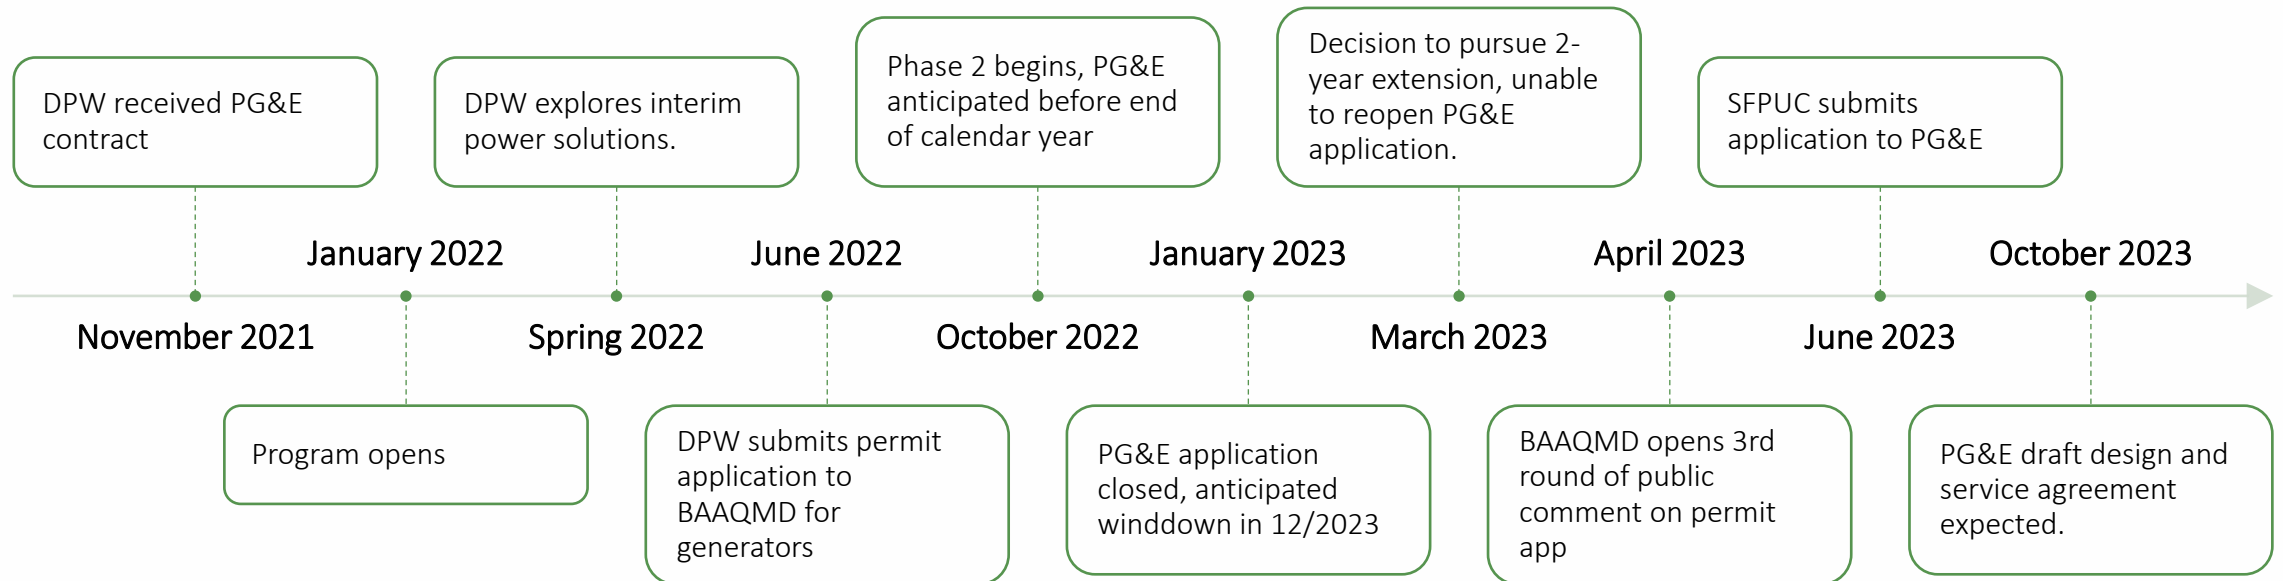 DPW received PG&E
contract
DPW explores interim
power solutions.
Phase 2 begins, PG&E
anticipated before end
of calendar year
Decision to pursue 2-
year extension, unable
to reopen PG&E
application.
SFPUC submits
application to PG&E
January 2022
June 2022
January 2023
April 2023
October 2023
November 2021
Spring 2022
October 2022
March 2023
June 2023
Program opens
DPW submits permit
application to
BAAQMD for
generators
PG&E application
closed, anticipated
winddown in 12/2023
BAAQMD opens 3rd
round of public
comment on permit
app
PG&E draft design and
service agreement
expected.